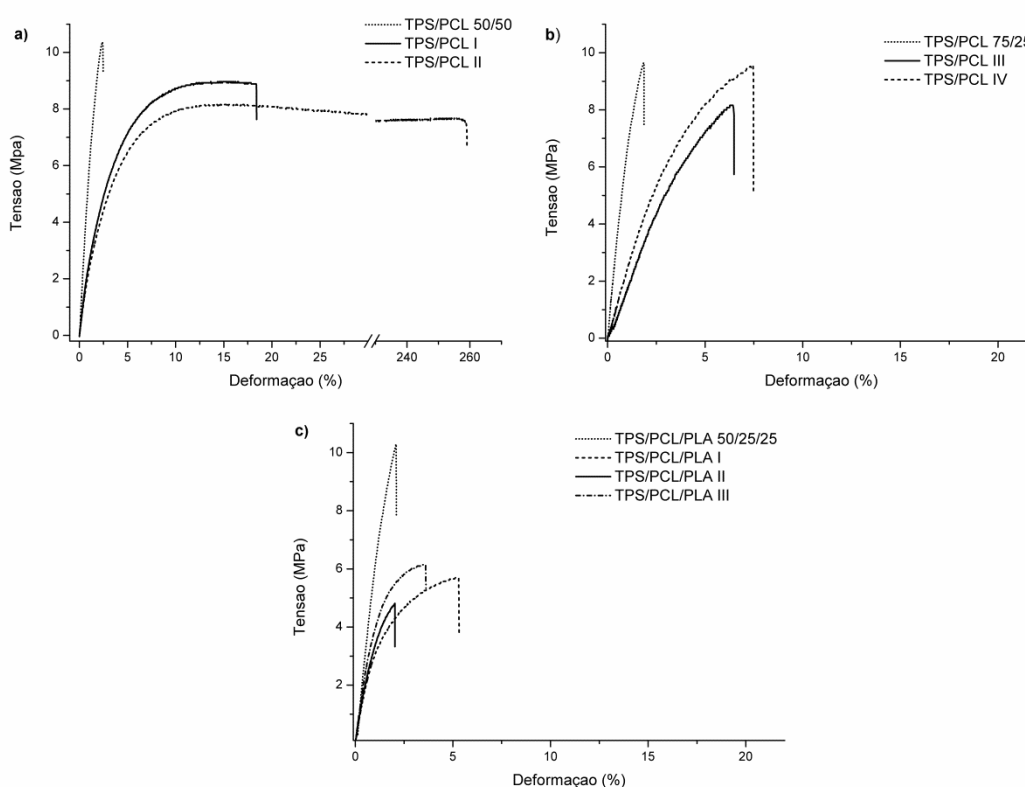 a)
TPS/PCL 50/50
TPS/PCL I
TPS/PCL II
Tensao (Mpa)
10
8
6
4
2
0
0 5 10 15 20 25 240 250 260
Deformaçao (%)
b)
TPS/PCL 75/25
TPS/PCL III
TPS/PCL IV
Tensao (MPa)
10
8
6
4
2
0
0 5 10 15 20
Deformaçao (%)
c)
TPS/PCL/PLA 50/25/25
TPS/PCL/PLA I
TPS/PCL/PLA II
TPS/PCL/PLA III
Tensao (MPa)
10
8
6
4
2
0 5 10 15 20
Deformaçao (%)